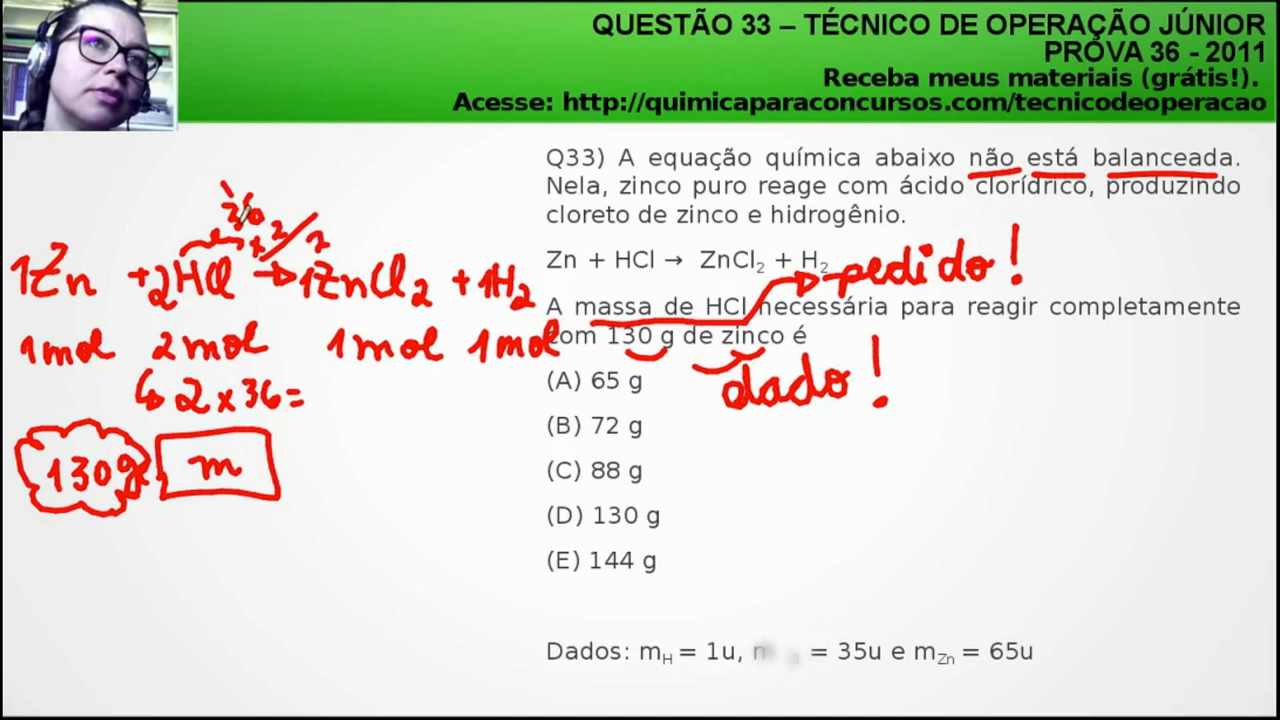 QUESTÃO 33 – TÉCNICO DE OPERAÇÃO JÚNIOR
PROVA 36 - 2011
Receba meus materiais (grátis!).
Acesse: http://quimicaparaconcursos.com/tecnicodeoperacao
Q33) A equação química abaixo não está balanceada.
Nela, zinco puro reage com ácido clorídrico, produzindo
cloreto de zinco e hidrogênio.
Zn + HCl → ZnCl₂ + H₂
pedido!
A massa de HCl necessária para reagir completamente
com 130 g de zinco é
dado!
(A) 65 g
(B) 72 g
(C) 88 g
(D) 130 g
(E) 144 g
Dados: mH = 1u, = 35u e mZn = 65u
1Zn + 2HCl → 1ZnCl₂ + 1H₂
1mol 2mol 1mol 1mol
2 x 36 =
130g m